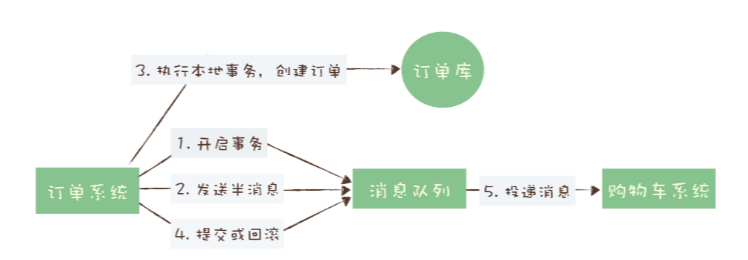 3. 执行本地事务，创建订单
订单库
1. 开启事务
订单系统
2. 发送半消息
消息队列
5. 投递消息
购物车系统
4. 提交或回滚